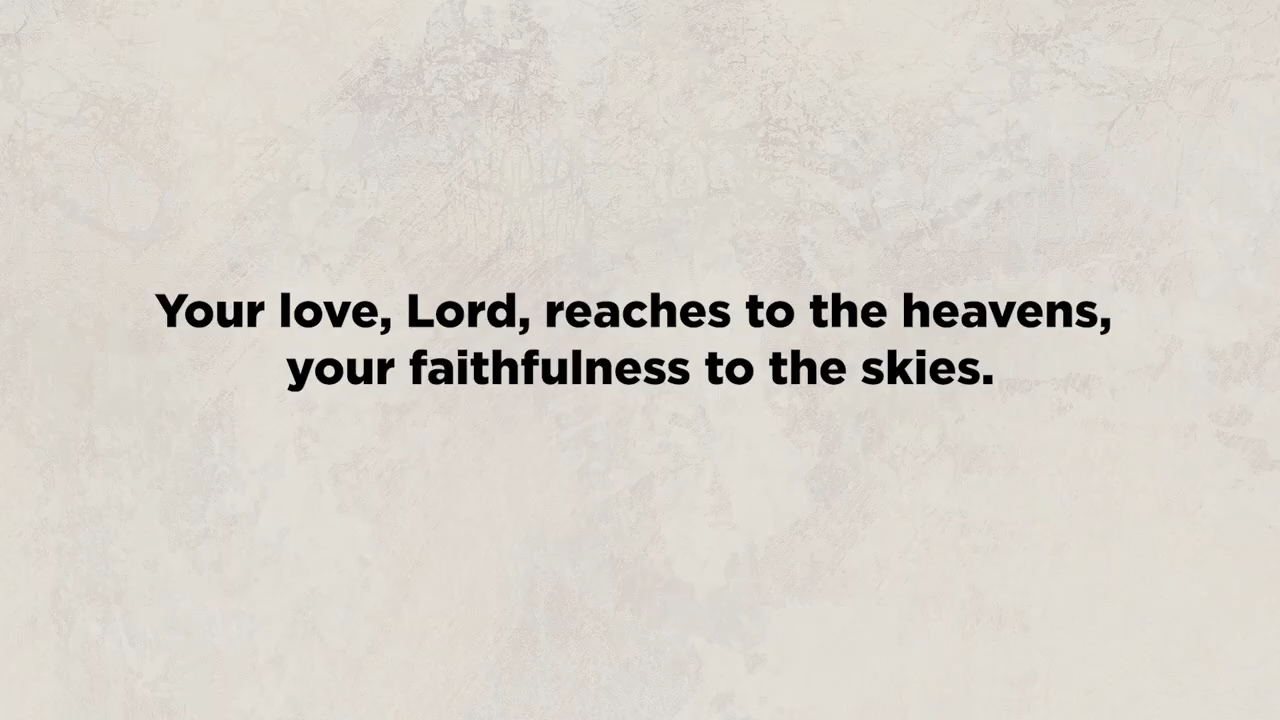 Your love, Lord, reaches to the heavens,
your faithfulness to the skies.